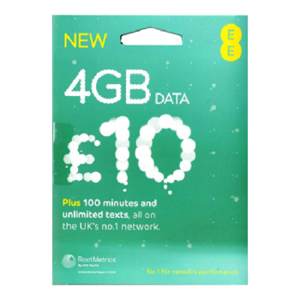 NEW
EE
4GB DATA
£10
Plus 100 minutes and
unlimited texts, all on
the UK's no.1 network.
RootMetrics